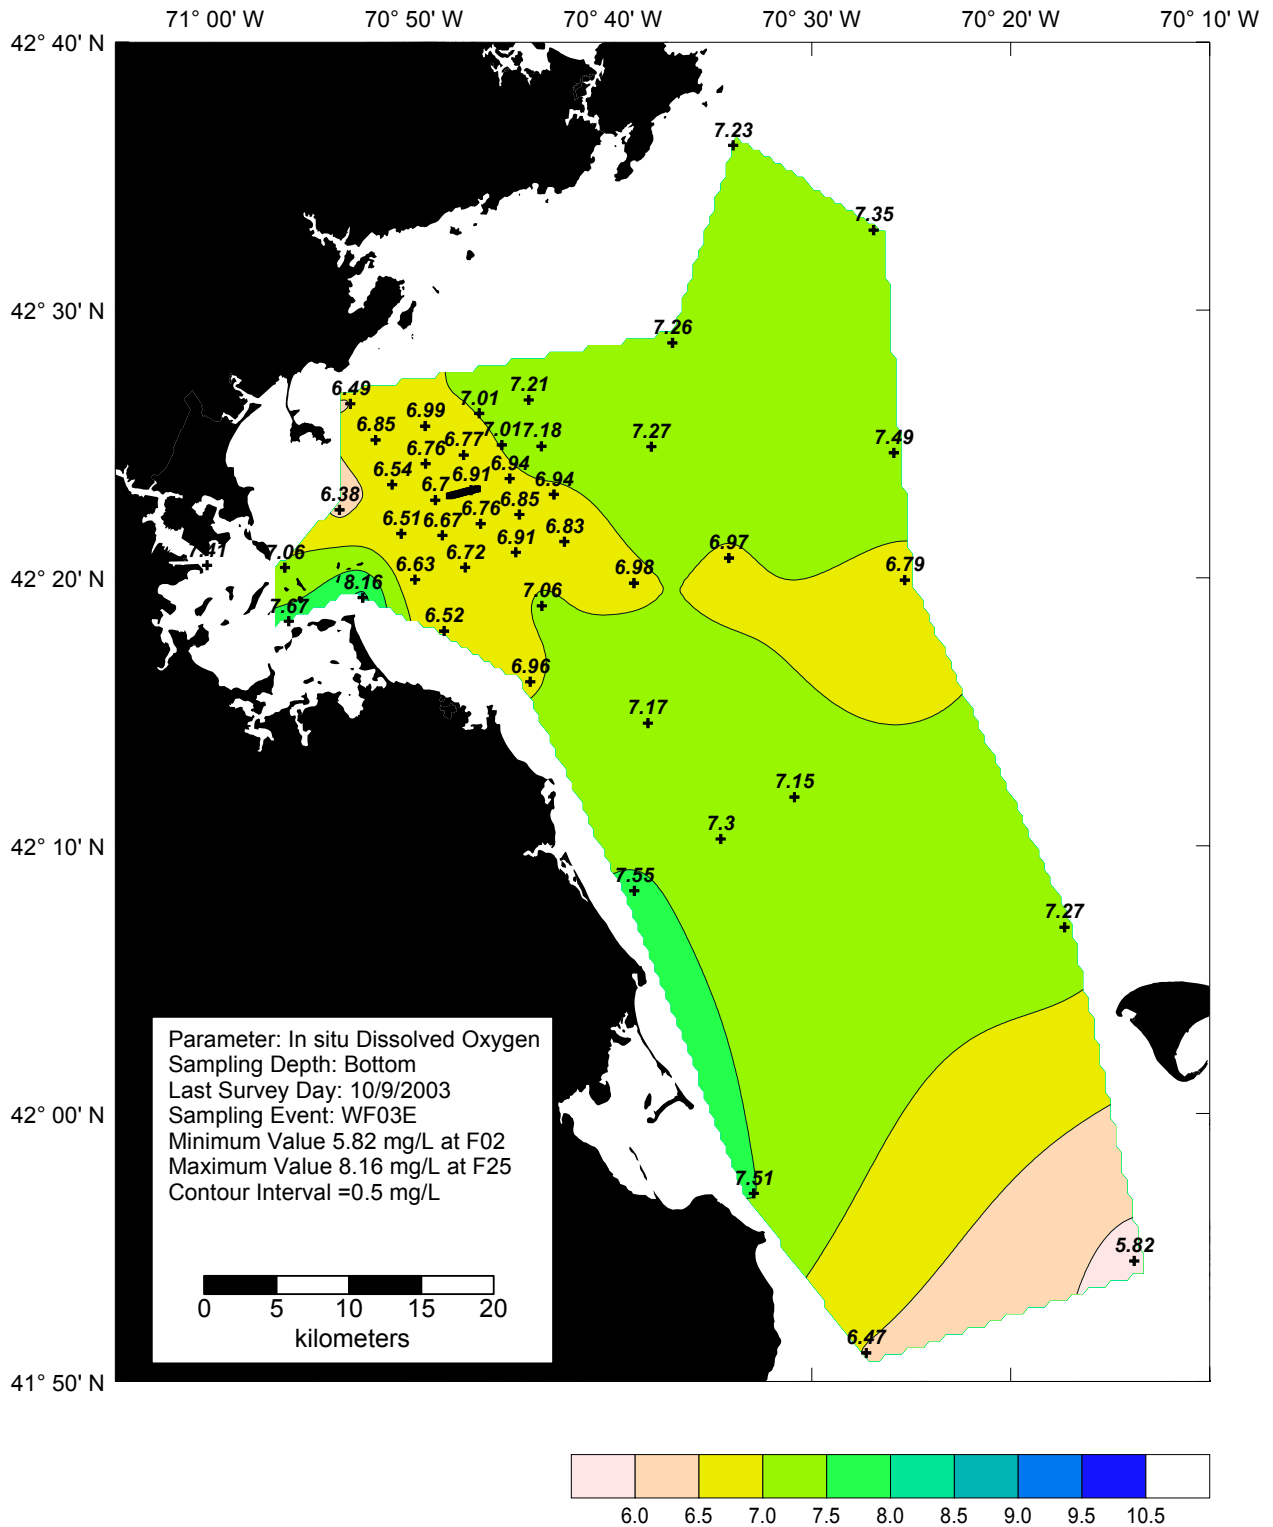 71° 00' W 70° 50' W 70° 40' W 70° 30' W 70° 20' W 70° 10' W
42° 40' N
7.23
7.35
42° 30' N
7.26
6.49
7.21
7.01
6.99
6.85
7.01
7.18
7.27
7.49
6.77
6.76
6.94
6.54
6.91
6.94
6.7
6.38
6.85
6.76
6.51
6.67
6.83
6.91
7.41
7.06
6.72
6.97
6.79
6.63
6.98
42° 20' N
8.16
7.06
7.67
6.52
6.96
7.17
7.15
7.3
42° 10' N
7.55
7.27
Parameter: In situ Dissolved Oxygen
Sampling Depth: Bottom
Last Survey Day: 10/9/2003
Sampling Event: WF03E
Minimum Value 5.82 mg/L at F02
Maximum Value 8.16 mg/L at F25
Contour Interval =0.5 mg/L
0 5 10 15 20
kilometers
42° 00' N
7.51
5.82
6.47
41° 50' N
6.0 6.5 7.0 7.5 8.0 8.5 9.0 9.5 10.5